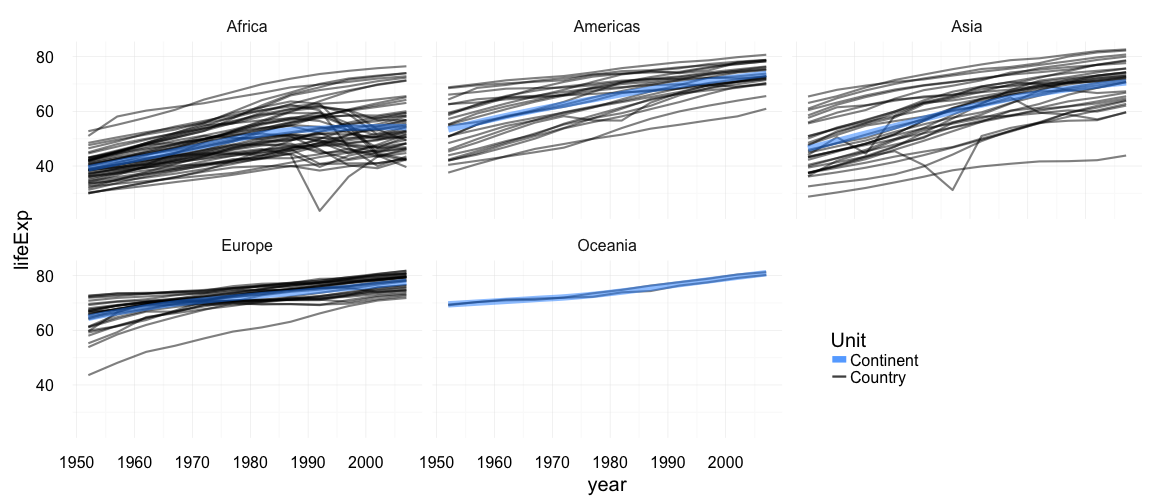 Africa
Americas
Asia
80
60
40
lifeExp
Europe
Oceania
80
60
40
Unit
Continent
Country
1950 1960 1970 1980 1990 2000
1950 1960 1970 1980 1990 2000
year